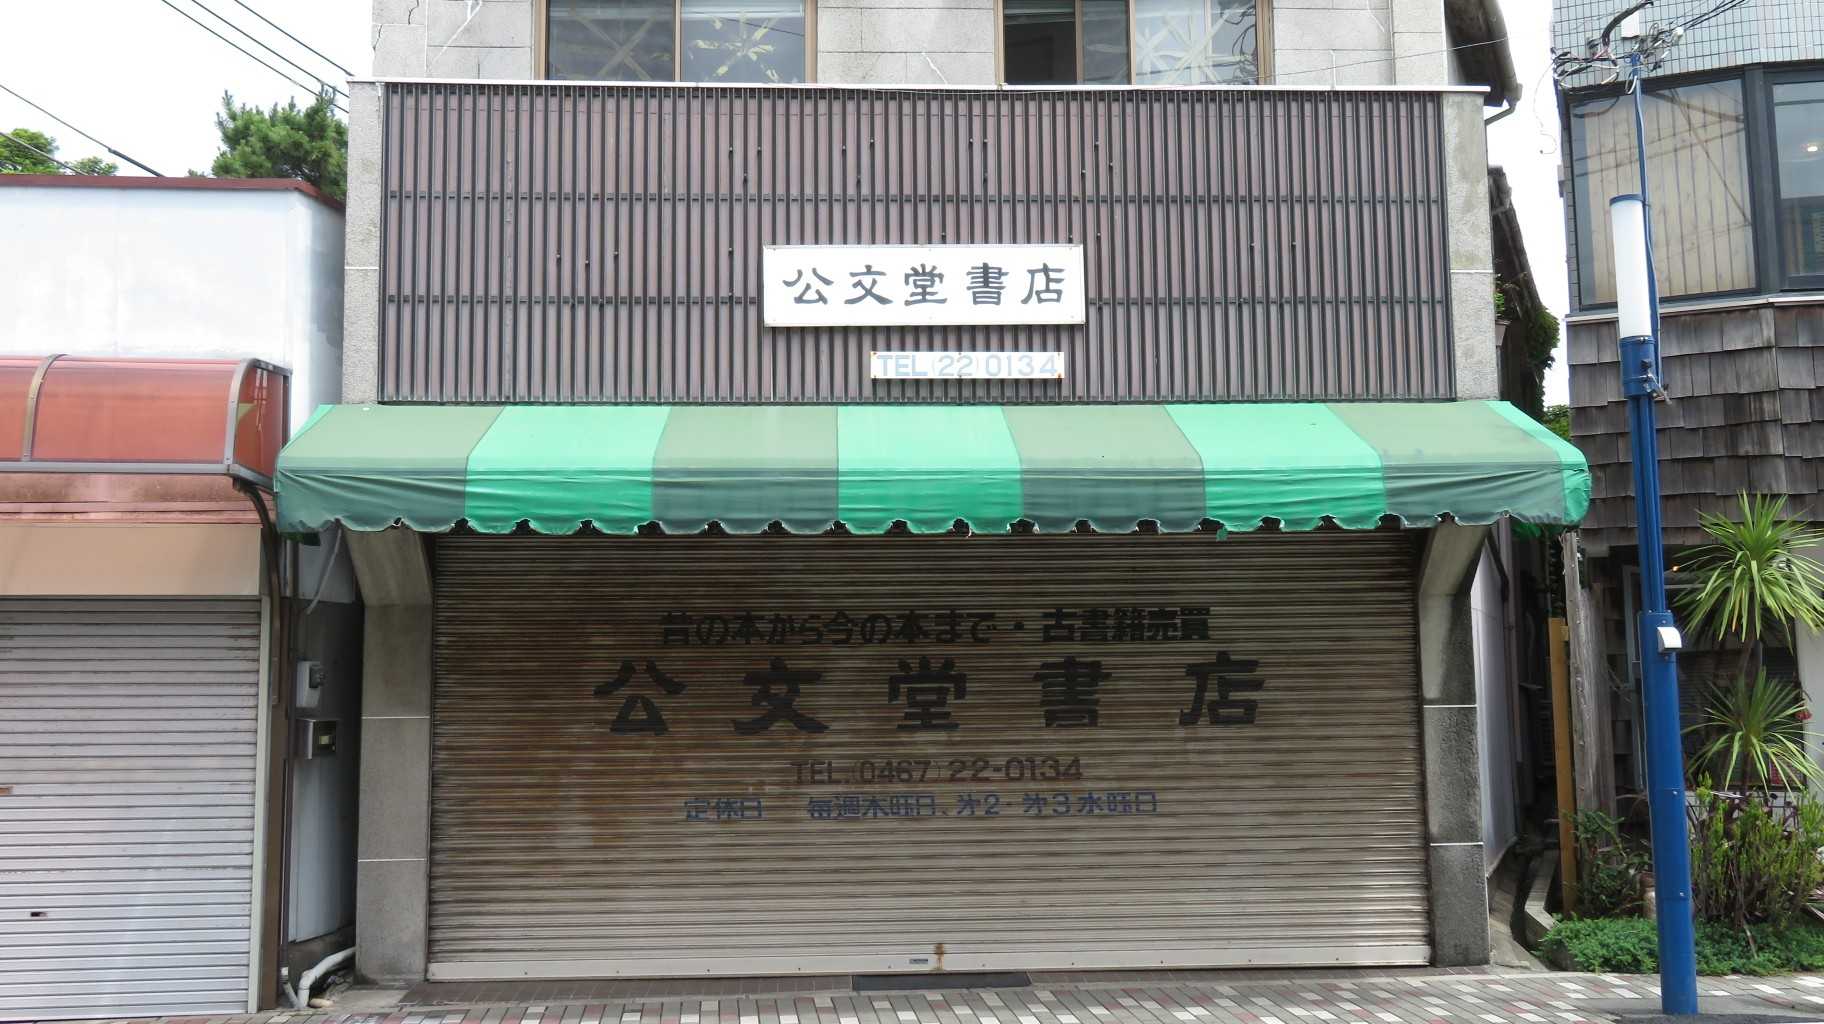 公文堂書店
TEL(22)0134
昔の本から今の本まで・古書籍売買
公文堂書店
TEL.(0467)22-0134
定休日 毎週木曜日、第2・第3水曜日